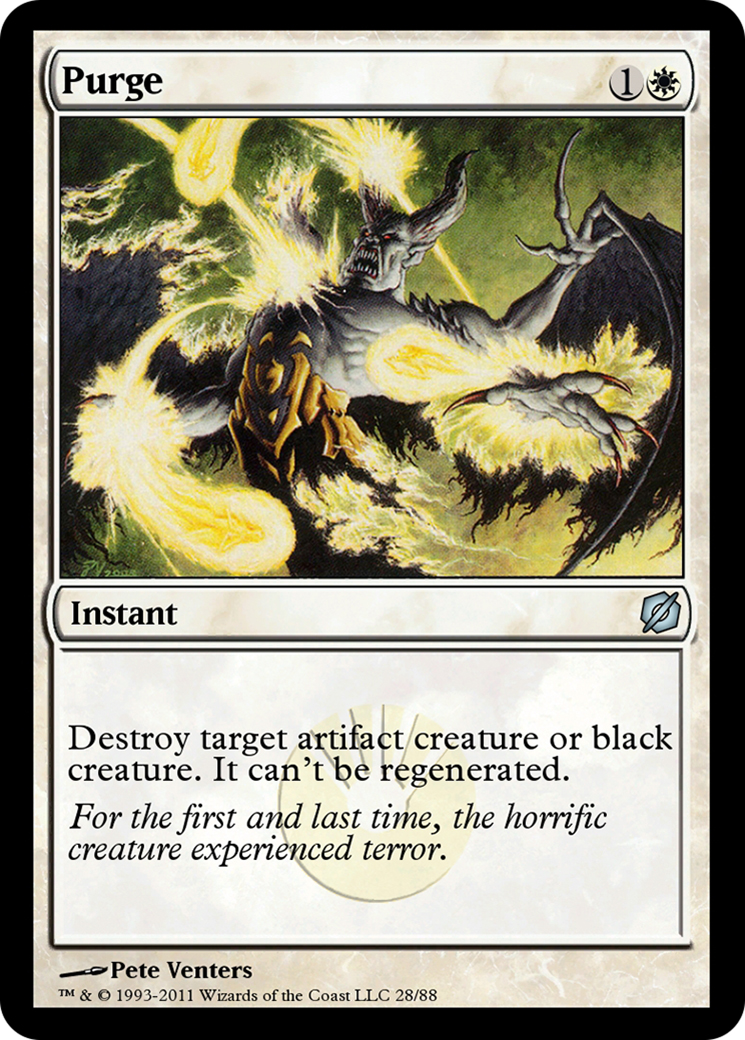 Purge 1
Instant
Destroy target artifact creature or black
creature. It can't be regenerated.
For the first and last time, the horrific
creature experienced terror.
Pete Venters
™ & © 1993-2011 Wizards of the Coast LLC 28/88